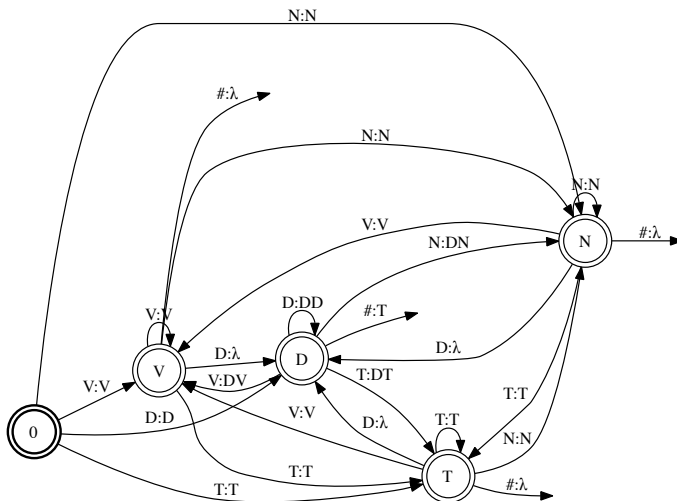 N:N
#:λ
N:N
N:N
V:V
N:DN
N
#:λ
V:V
D:DD
#:T
V
D:λ
D
D:λ
V:DV
T:DT
V:V
D:D
V:V
D:λ
T:T
T:T
N:N
0
T:T
T:T
T
#:λ